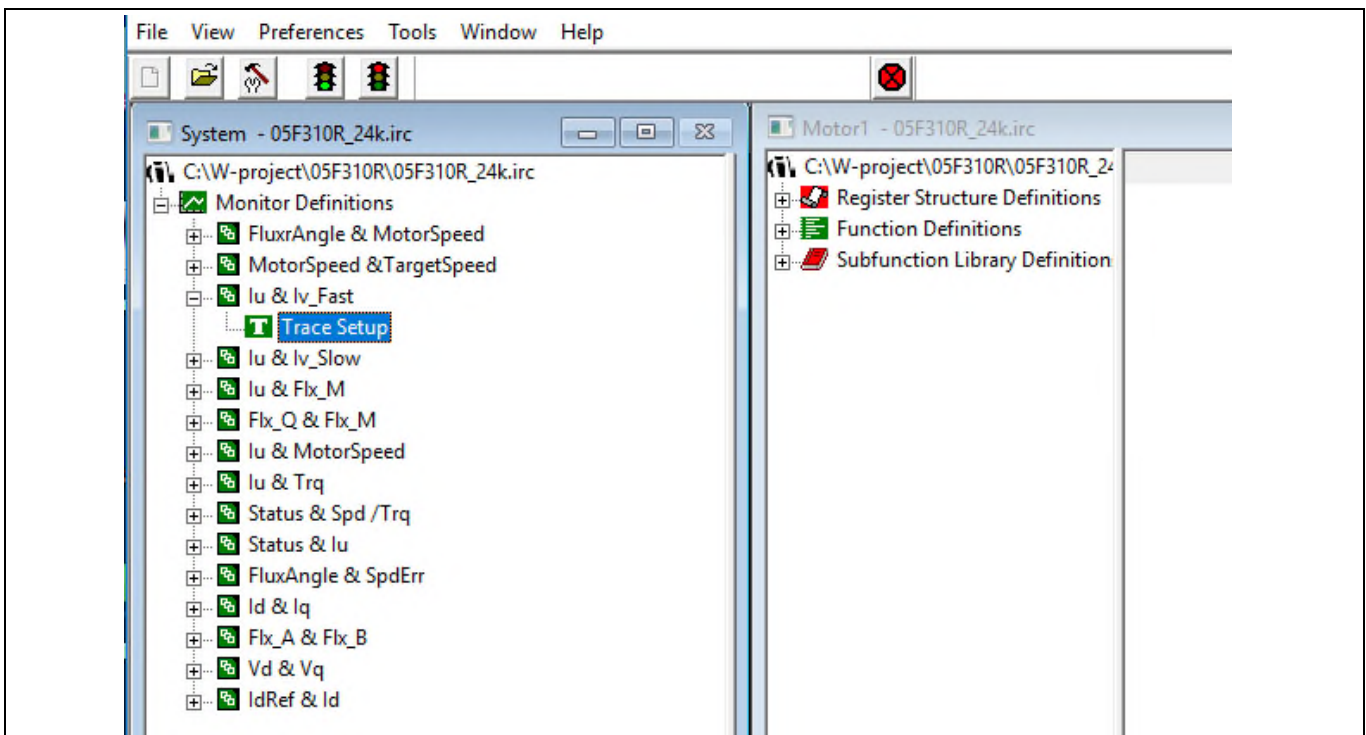 File View Preferences Tools Window Help
System - 05F310R_24k.irc
C:\W-project\05F310R\05F310R_24k.irc
Monitor Definitions
FluxrAngle & MotorSpeed
MotorSpeed &TargetSpeed
Iu & Iv_Fast
T Trace Setup
Iu & Iv_Slow
Iu & Flx_M
Flx_Q & Flx_M
Iu & MotorSpeed
Iu & Trq
Status & Spd /Trq
Status & Iu
FluxAngle & SpdErr
Id & Iq
Flx_A & Flx_B
Vd & Vq
IdRef & Id
Motor1 - 05F310R_24k.irc
C:\W-project\05F310R\05F310R_24
Register Structure Definitions
Function Definitions
Subfunction Library Definition